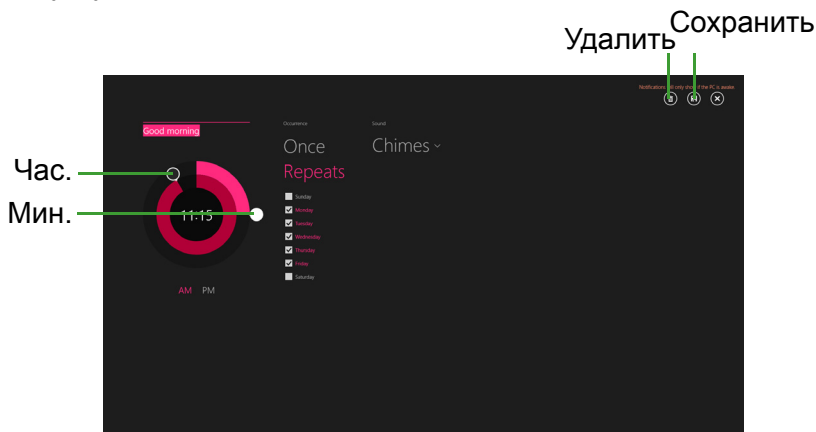 Удалить
Сохранить
Notifications will only show if the PC is awake
Good morning
Occurrence
Sound
Once
Chimes
Repeats
Час.
Мин.
11:15
Sunday
Monday
Tuesday
Wednesday
Thursday
Friday
Saturday
AM PM